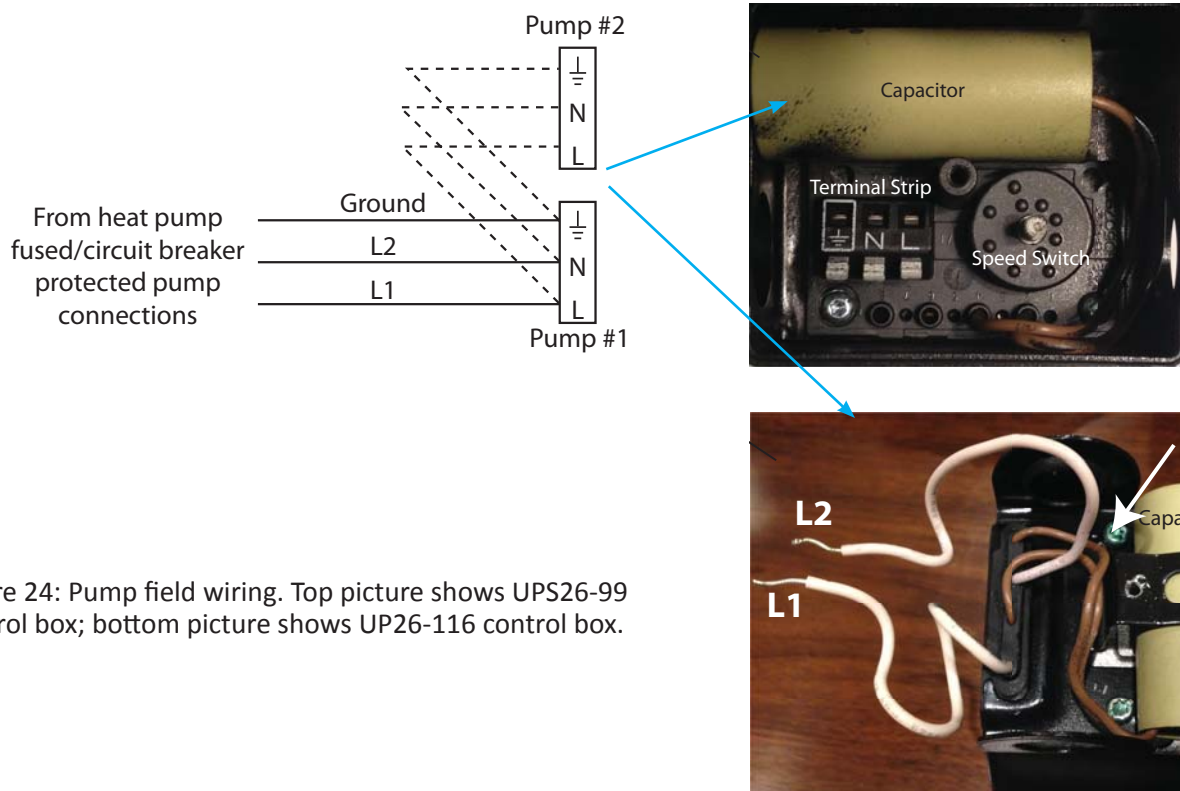 Pump #2
N
L
From heat pump
fused/circuit breaker
protected pump
connections
Ground
L2
L1
N
L
Pump #1
Capacitor
Terminal Strip
N L
Speed Switch
L2
L1
Capa
re 24: Pump field wiring. Top picture shows UPS26-99
rol box; bottom picture shows UP26-116 control box.